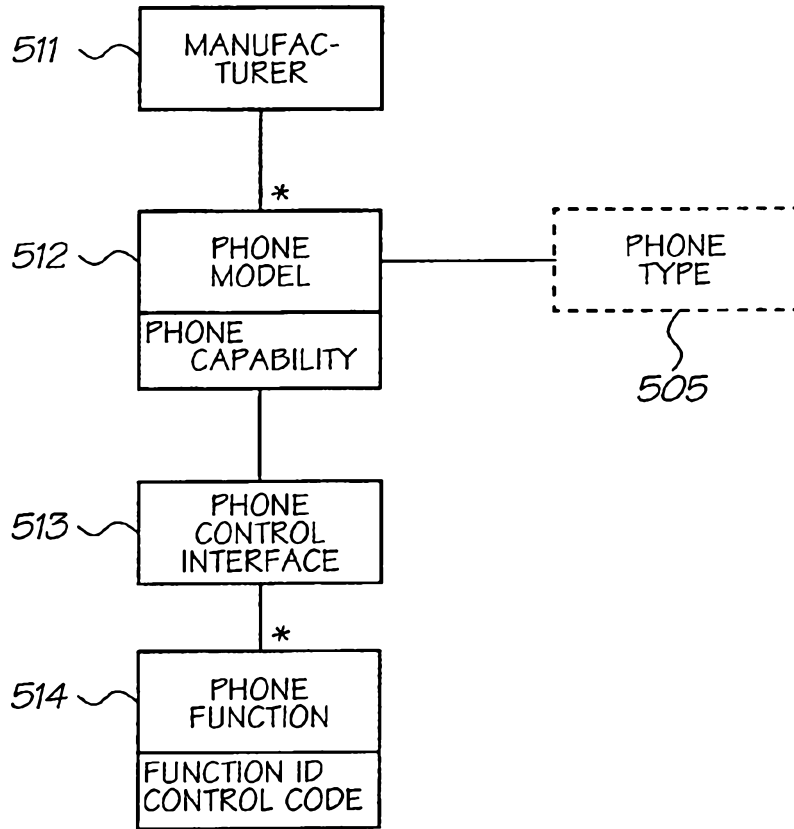 511
MANUFAC-
TURER
*
512
PHONE
MODEL
PHONE
CAPABILITY
PHONE
TYPE
505
513
PHONE
CONTROL
INTERFACE
*
514
PHONE
FUNCTION
FUNCTION ID
CONTROL CODE